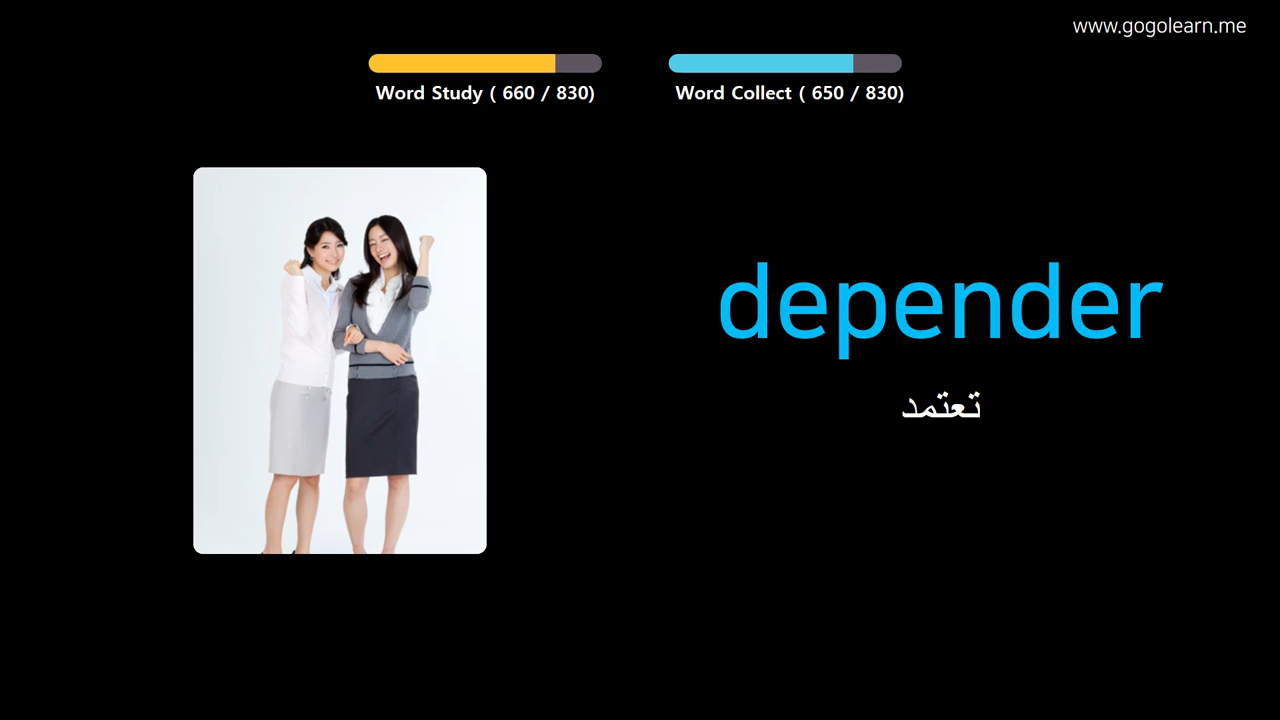 www.gogolearn.me
Word Study ( 660 / 830)
Word Collect ( 650 / 830)
depender
تعتمد